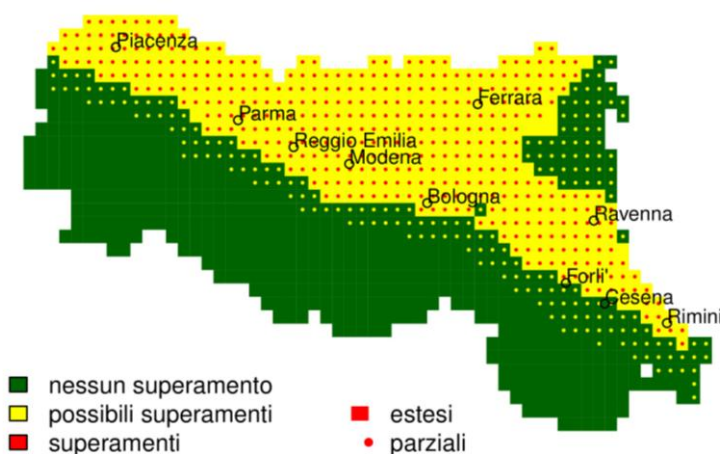 Piacenza
Ferrara
Parma
Reggio Emilia
Modena
Bologna
Ravenna
Forli'
Cesena
Rimini
nessun superamento
possibili superamenti
estesi
superamenti
parziali